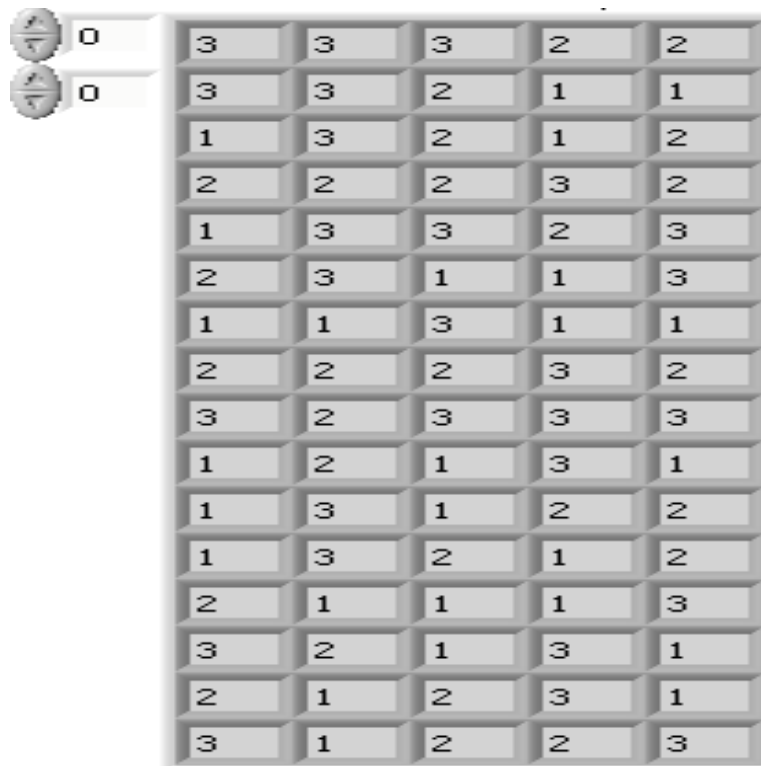 0 3 3 3 2 2
0 3 3 2 1 1
1 3 2 1 2
2 2 2 3 2
1 3 3 2 3
2 3 1 1 3
1 1 3 1 1
2 2 2 3 2
3 2 3 3 3
1 2 1 3 1
1 3 1 2 2
1 3 2 1 2
2 1 1 1 3
3 2 1 3 1
2 1 2 3 1
3 1 2 2 3